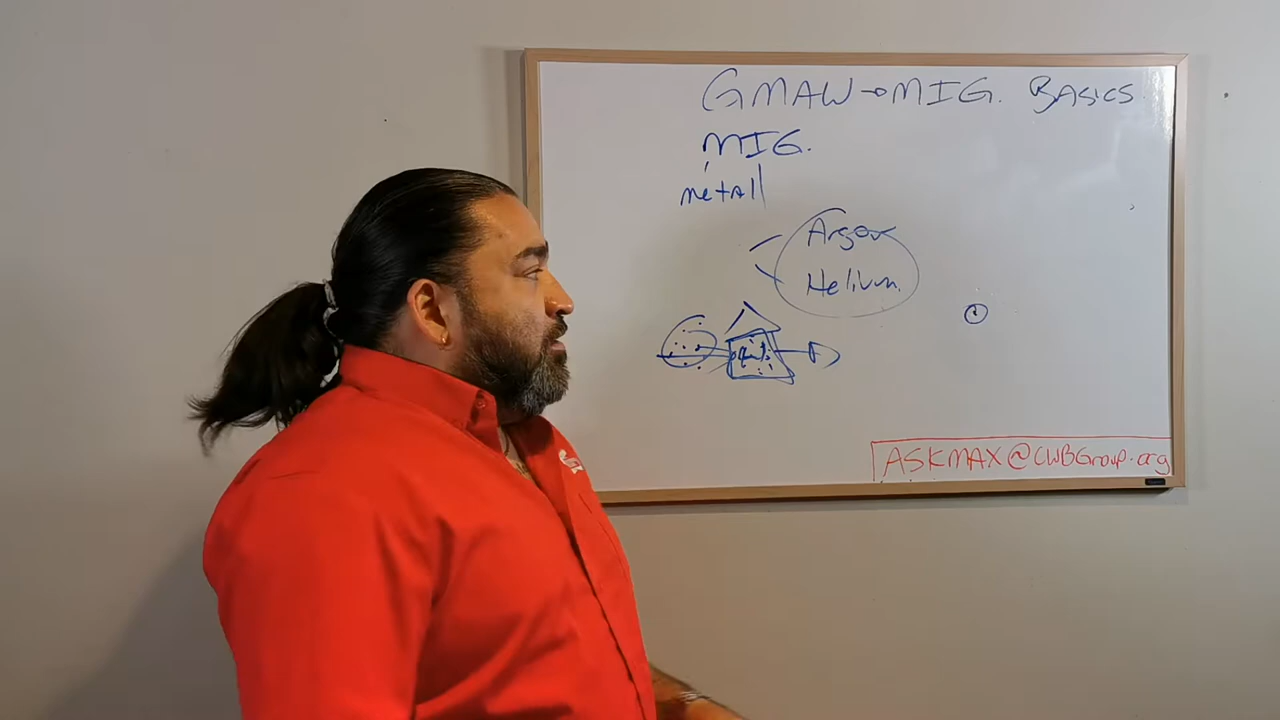 GMAW→MIG. BASICS
MIG.
metall
Argon
Helium.
ASKMAX@CWBGroup.org